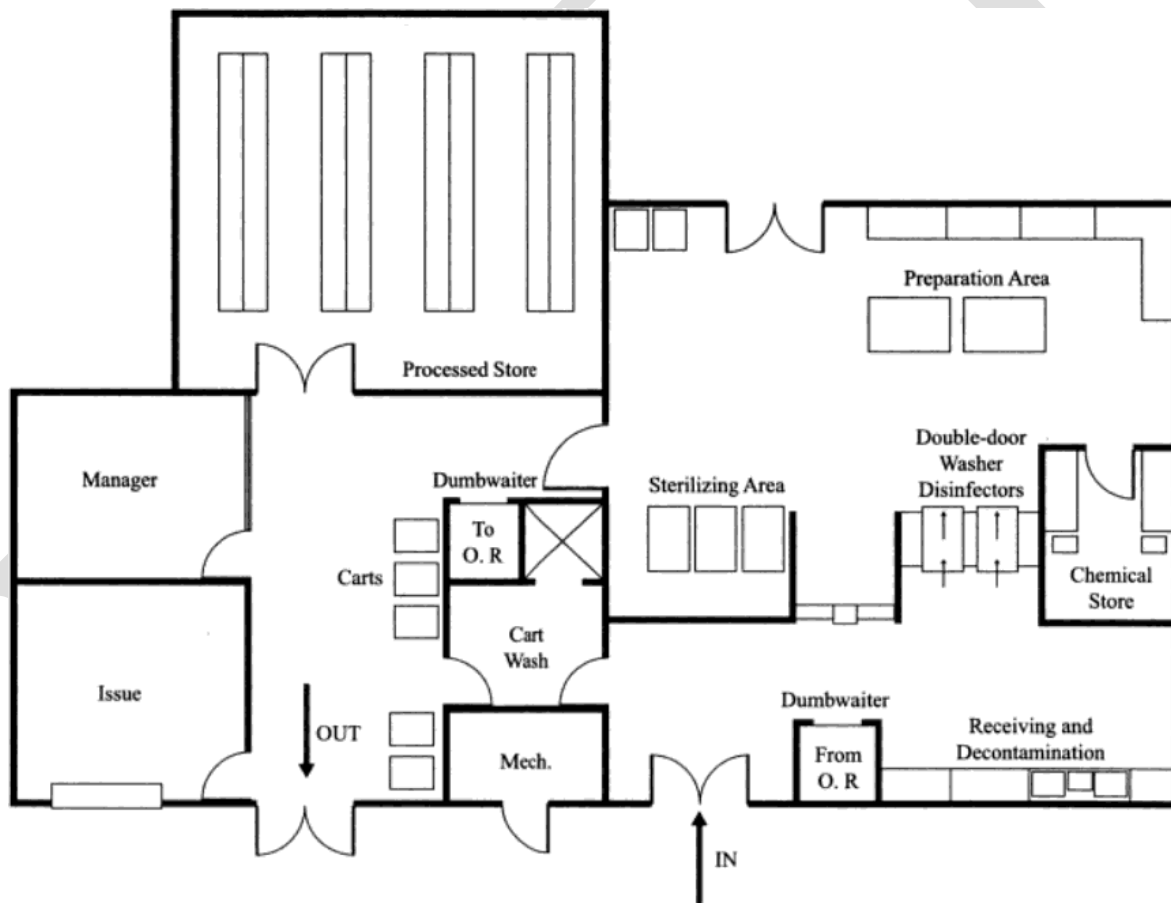 Preparation Area
Processed Store
Manager
Dumbwaiter
To
O. R
Sterilizing Area
Double-door
Washer
Disinfectors
Carts
Chemical
Store
Cart
Wash
Issue
OUT
Mech.
Dumbwaiter
From
O. R
Receiving and
Decontamination
IN